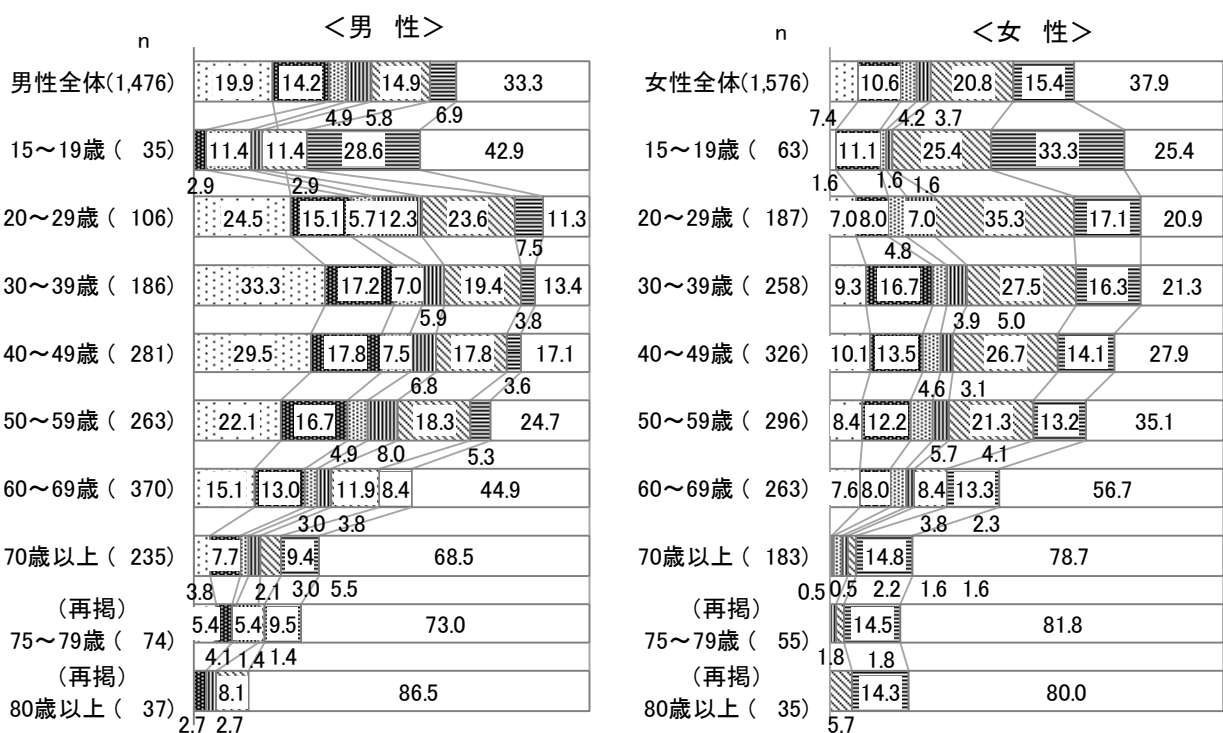 ＜男　性＞
n
男性全体(1,476) 19.9 14.2 14.9 33.3
4.9 5.8 6.9
15～19歳 ( 35) 11.4 11.4 28.6 42.9
2.9 2.9
20～29歳 ( 106) 24.5 15.1 5.7 12.3 23.6 11.3
7.5
30～39歳 ( 186) 33.3 17.2 7.0 19.4 13.4
5.9 3.8
40～49歳 ( 281) 29.5 17.8 7.5 17.8 17.1
6.8 3.6
50～59歳 ( 263) 22.1 16.7 18.3 24.7
4.9 8.0 5.3
60～69歳 ( 370) 15.1 13.0 11.9 8.4 44.9
3.0 3.8
70歳以上 ( 235) 7.7 9.4 68.5
3.8 2.1 3.0 5.5
(再掲)
75～79歳 ( 74) 5.4 5.4 9.5 73.0
4.1 1.4 1.4
(再掲)
80歳以上 ( 37) 8.1 86.5
2.7 2.7
＜女　性＞
n
女性全体(1,576) 10.6 20.8 15.4 37.9
7.4 4.2 3.7
15～19歳 ( 63) 11.1 25.4 33.3 25.4
1.6 1.6 1.6
20～29歳 ( 187) 7.0 8.0 7.0 35.3 17.1 20.9
4.8
30～39歳 ( 258) 9.3 16.7 27.5 16.3 21.3
3.9 5.0
40～49歳 ( 326) 10.1 13.5 26.7 14.1 27.9
4.6 3.1
50～59歳 ( 296) 8.4 12.2 21.3 13.2 35.1
5.7 4.1
60～69歳 ( 263) 7.6 8.0 8.4 13.3 56.7
3.8 2.3
70歳以上 ( 183) 14.8 78.7
0.5 0.5 2.2 1.6 1.6
(再掲)
75～79歳 ( 55) 14.5 81.8
1.8 1.8
(再掲)
80歳以上 ( 35) 14.3 80.0
5.7